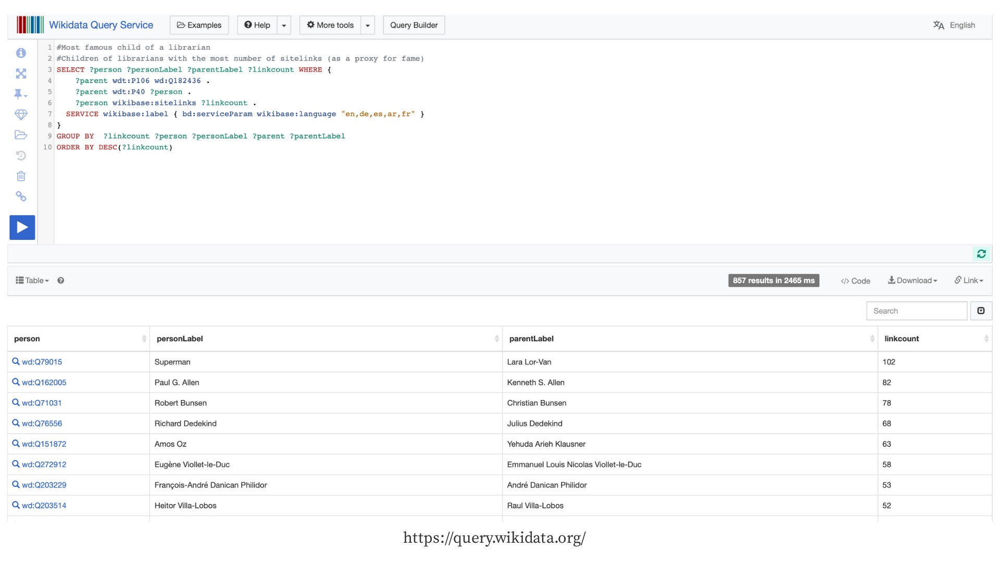 Wikidata Query Service Examples Help More tools Query Builder English
1 #Most famous child of a librarian
2 #Children of librarians with the most number of sitelinks (as a proxy for fame)
3 SELECT ?person ?personLabel ?parentLabel ?linkcount WHERE {
4 ?parent wdt:P106 wd:Q182436 .
5 ?parent wdt:P40 ?person .
6 ?person wikibase:sitelinks ?linkcount .
7 SERVICE wikibase:label { bd:serviceParam wikibase:language "en,de,es,ar,fr" }
8 }
9 GROUP BY ?linkcount ?person ?personLabel ?parent ?parentLabel
10 ORDER BY DESC(?linkcount)
Table 857 results in 2465 ms </> Code Download Link
Search
person personLabel parentLabel linkcount
wd:Q79015 Superman Lara Lor-Van 102
wd:Q162005 Paul G. Allen Kenneth S. Allen 82
wd:Q71031 Robert Bunsen Christian Bunsen 78
wd:Q76556 Richard Dedekind Julius Dedekind 68
wd:Q151872 Amos Oz Yehuda Arieh Klausner 63
wd:Q272912 Eugène Viollet-le-Duc Emmanuel Louis Nicolas Viollet-le-Duc 58
wd:Q203229 François-André Danican Philidor André Danican Philidor 53
wd:Q203514 Heitor Villa-Lobos Raul Villa-Lobos 52
https://query.wikidata.org/